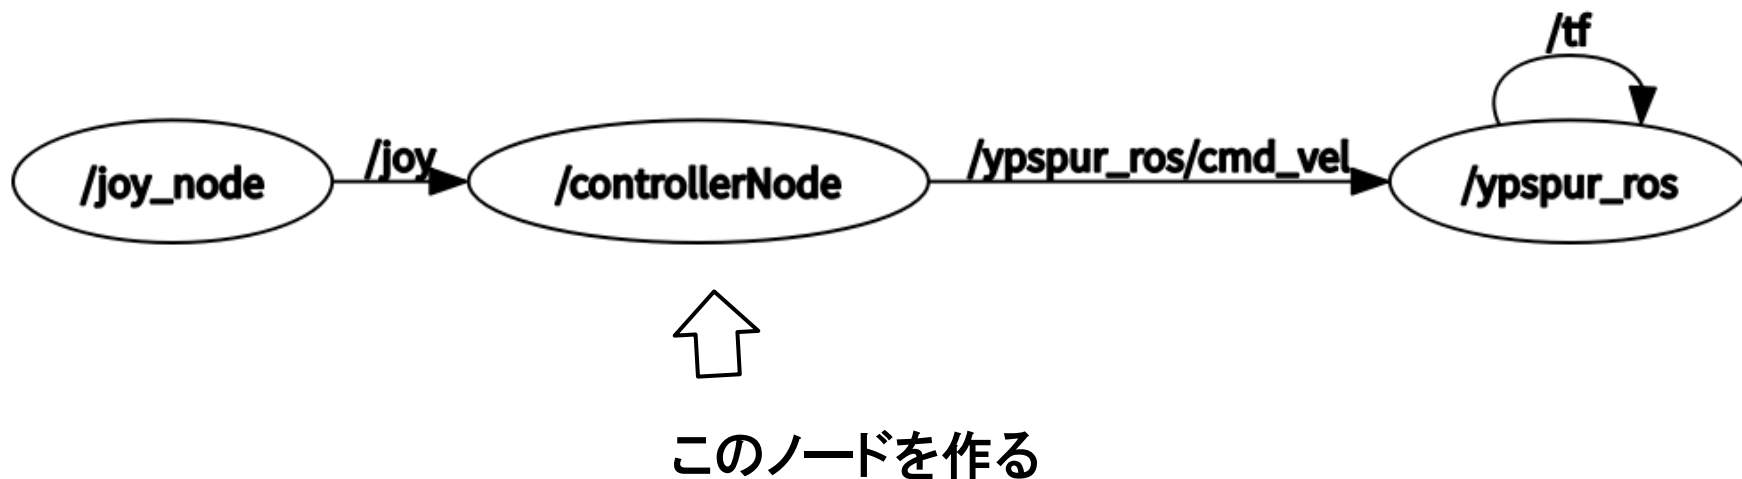 /tf
/joy_node
/joy
/controllerNode
/ypspur_ros/cmd_vel
/ypspur_ros
このノードを作る